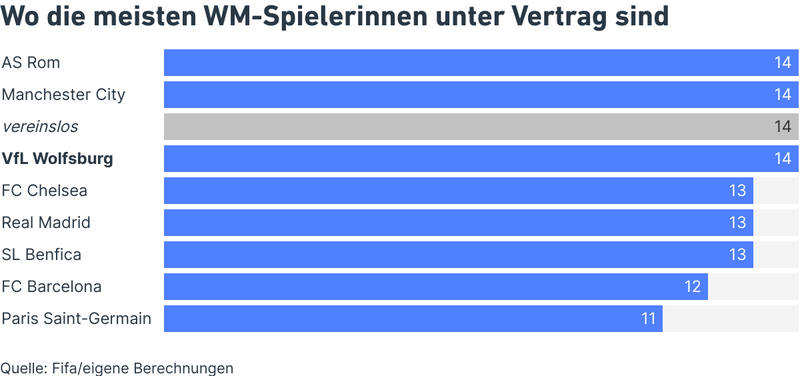 Wo die meisten WM-Spielerinnen unter Vertrag sind
AS Rom 14
Manchester City 14
vereinslos 14
VfL Wolfsburg 14
FC Chelsea 13
Real Madrid 13
SL Benfica 13
FC Barcelona 12
Paris Saint-Germain 11
Quelle: Fifa/eigene Berechnungen